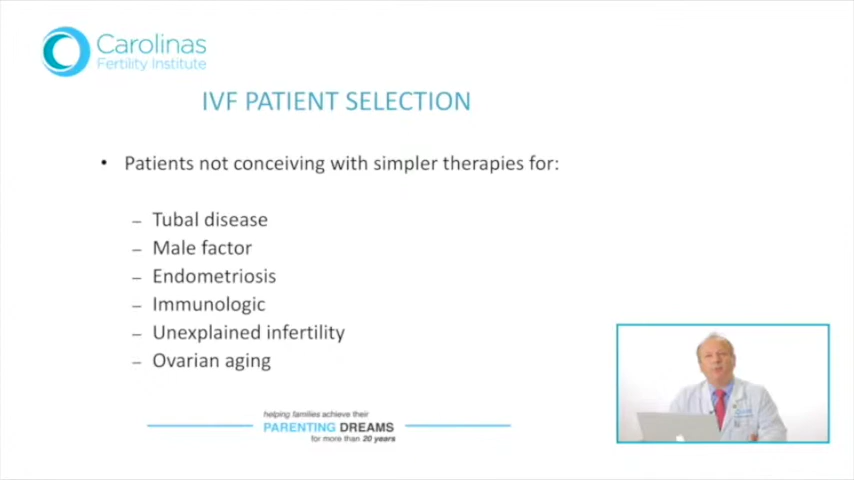 Carolinas
Fertility Institute
IVF PATIENT SELECTION
• Patients not conceiving with simpler therapies for:
– Tubal disease
– Male factor
– Endometriosis
– Immunologic
– Unexplained infertility
– Ovarian aging
helping families achieve their
PARENTING DREAMS
for more than 20 years